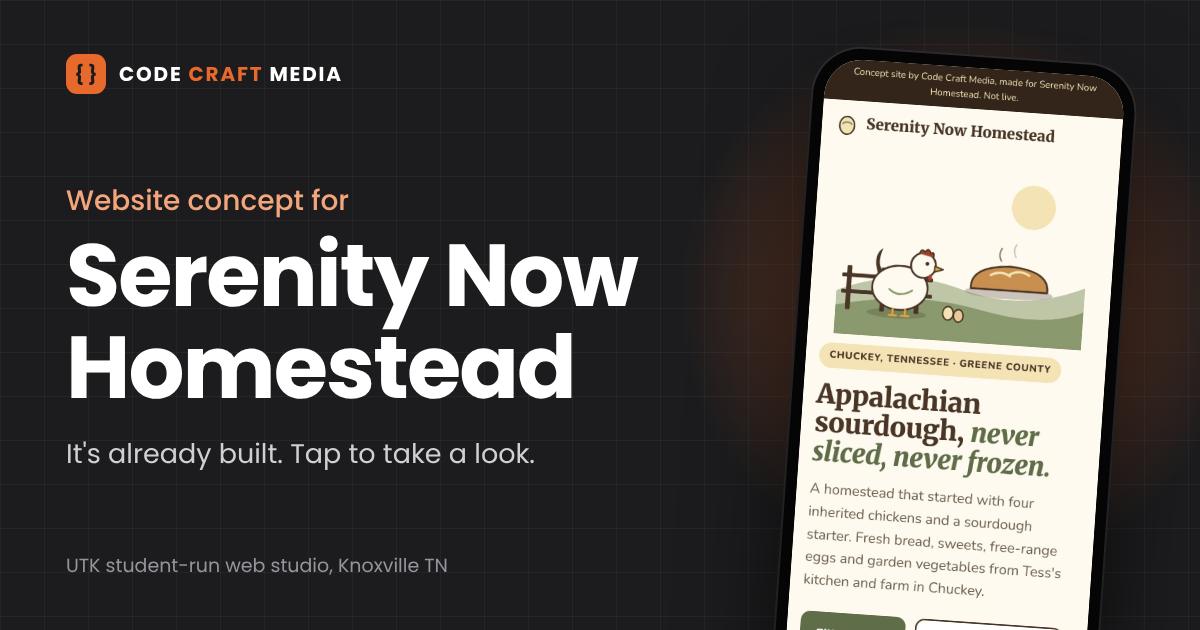 { } CODE CRAFT MEDIA
Website concept for
Serenity Now
Homestead
It's already built. Tap to take a look.
UTK student-run web studio, Knoxville TN
Concept site by Code Craft Media, made for Serenity Now
Homestead. Not live.
Serenity Now Homestead
CHUCKEY, TENNESSEE · GREENE COUNTY
Appalachian
sourdough, never
sliced, never frozen.
A homestead that started with four
inherited chickens and a sourdough
starter. Fresh bread, sweets, free-range
eggs and garden vegetables from Tess's
kitchen and farm in Chuckey.